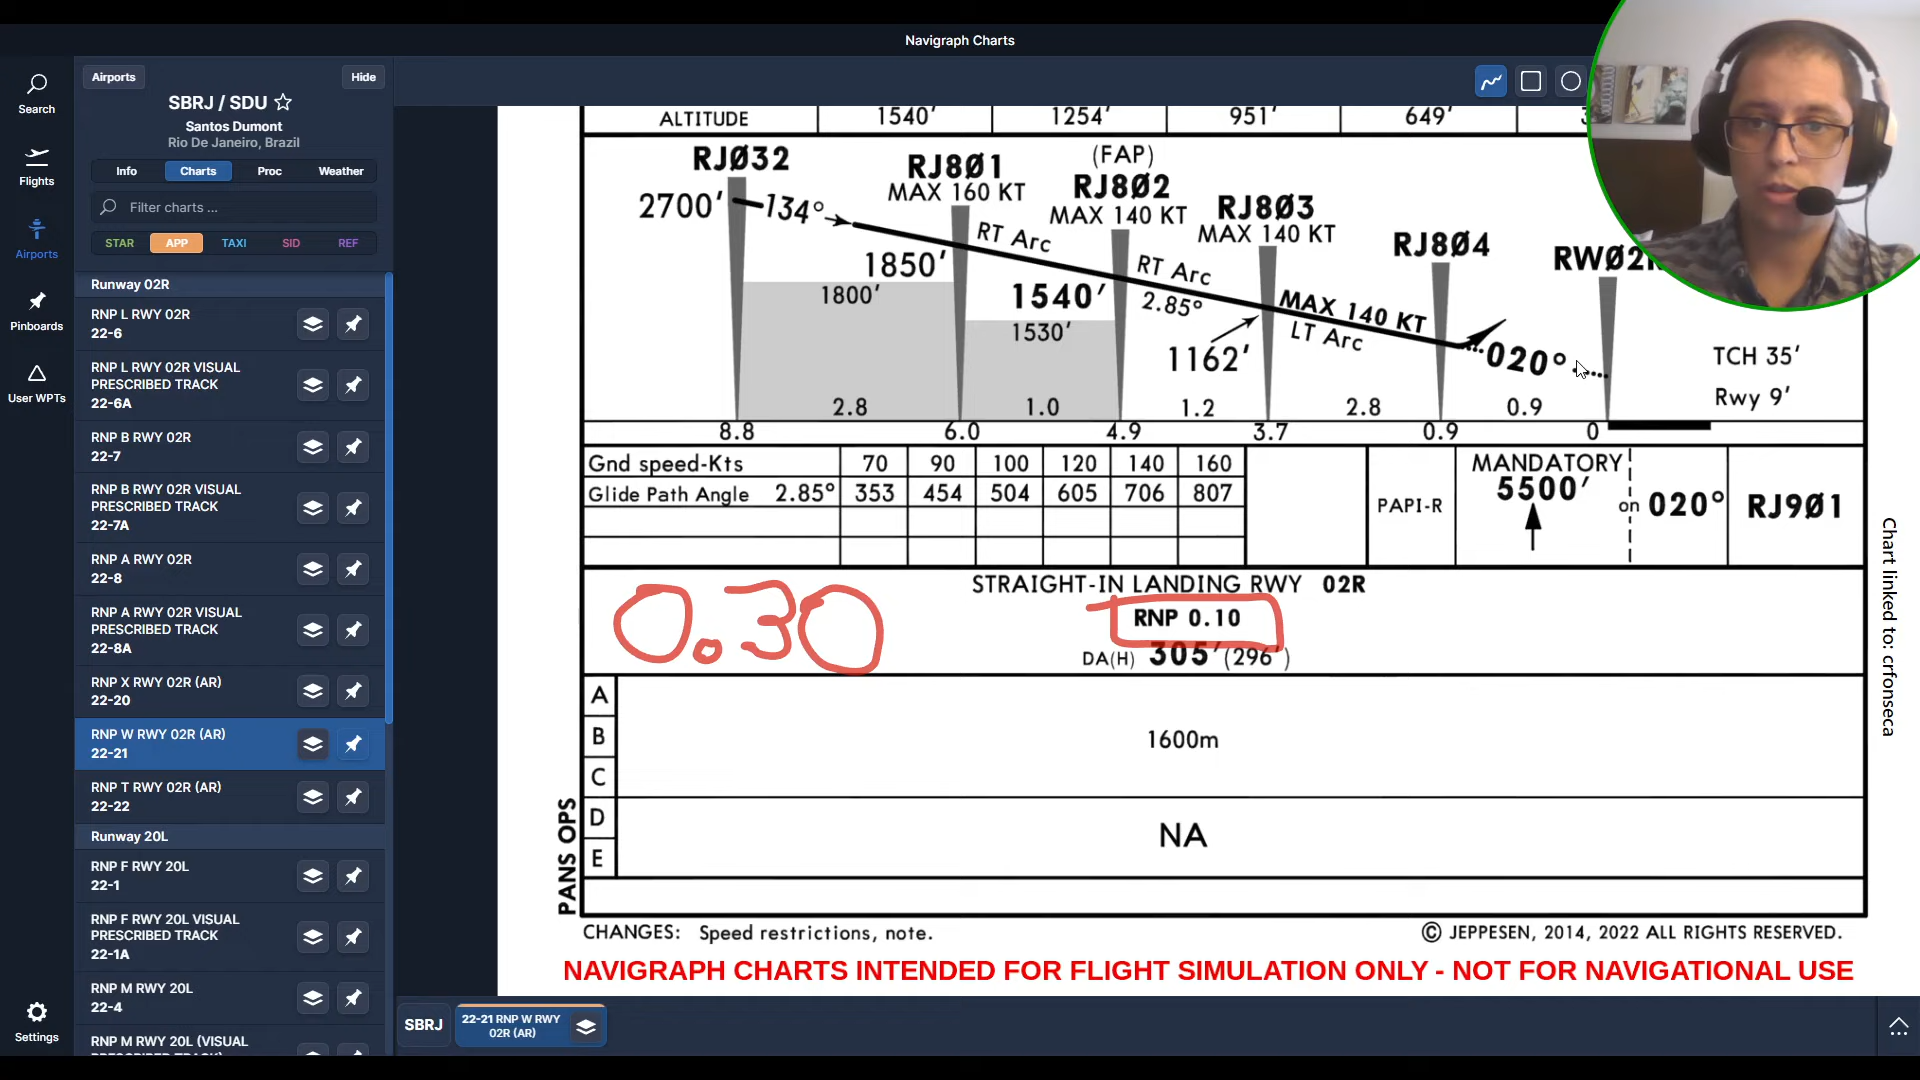 Navigraph Charts
Search
Flights
Airports
Pinboards
User WPTs
Settings
Airports
Hide
SBRJ / SDU
Santos Dumont
Rio De Janeiro, Brazil
Info Charts Proc Weather
Filter charts ...
STAR APP TAXI SID REF
Runway 02R
RNP L RWY 02R
22-6
RNP L RWY 02R VISUAL
PRESCRIBED TRACK
22-6A
RNP B RWY 02R
22-7
RNP B RWY 02R VISUAL
PRESCRIBED TRACK
22-7A
RNP A RWY 02R
22-8
RNP A RWY 02R VISUAL
PRESCRIBED TRACK
22-8A
RNP X RWY 02R (AR)
22-20
RNP W RWY 02R (AR)
22-21
RNP T RWY 02R (AR)
22-22
Runway 20L
RNP F RWY 20L
22-1
RNP F RWY 20L VISUAL
PRESCRIBED TRACK
22-1A
RNP M RWY 20L
22-4
RNP M RWY 20L (VISUAL
PRESCRIBED TRACK)
ALTITUDE 1540' 1254' 951' 649'
RJØ32
RJ8Ø1
MAX 160 KT
(FAP)
RJ8Ø2
MAX 140 KT
RJ8Ø3
MAX 140 KT
RJ8Ø4
2700'
134°
RT Arc
RT Arc
2.85°
MAX 140 KT
LT Arc
020°
1850'
1800'
1540'
1530'
1162'
TCH 35'
Rwy 9'
2.8 1.0 1.2 2.8 0.9
8.8 6.0 4.9 3.7 0.9 0
Gnd speed-Kts 70 90 100 120 140 160
Glide Path Angle 2.85° 353 454 504 605 706 807
PAPI-R
MANDATORY
5500'
on 020°
RJ9Ø1
STRAIGHT-IN LANDING RWY 02R
0.30
RNP 0.10
DA(H) 305' (296')
A
B
C
1600m
D
E
NA
PANS OPS
CHANGES: Speed restrictions, note.
© JEPPESEN, 2014, 2022 ALL RIGHTS RESERVED.
NAVIGRAPH CHARTS INTENDED FOR FLIGHT SIMULATION ONLY - NOT FOR NAVIGATIONAL USE
Chart linked to: crfonseca
SBRJ
22-21 RNP W RWY
02R (AR)